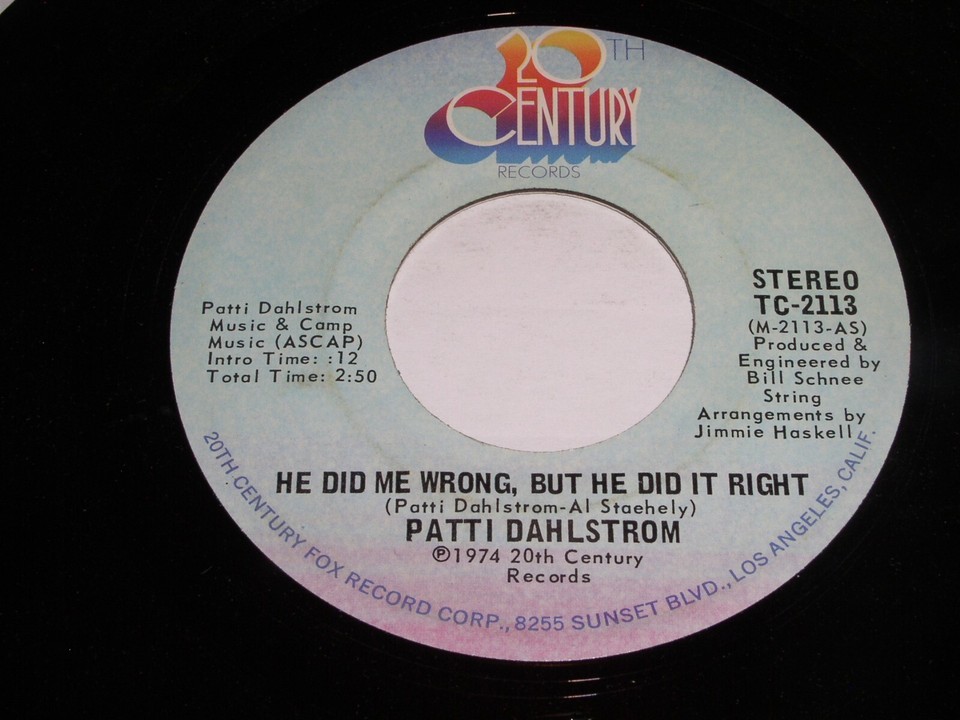 20TH
CENTURY
RECORDS
Patti Dahlstrom
Music & Camp
Music (ASCAP)
Intro Time: :12
Total Time: 2:50
STEREO
TC-2113
(M-2113-AS)
Produced &
Engineered by
Bill Schnee
String
Arrangements by
Jimmie Haskell
HE DID ME WRONG, BUT HE DID IT RIGHT
(Patti Dahlstrom-Al Staehely)
PATTI DAHLSTROM
℗1974 20th Century
Records
20TH CENTURY FOX RECORD CORP., 8255 SUNSET BLVD., LOS ANGELES, CALIF.